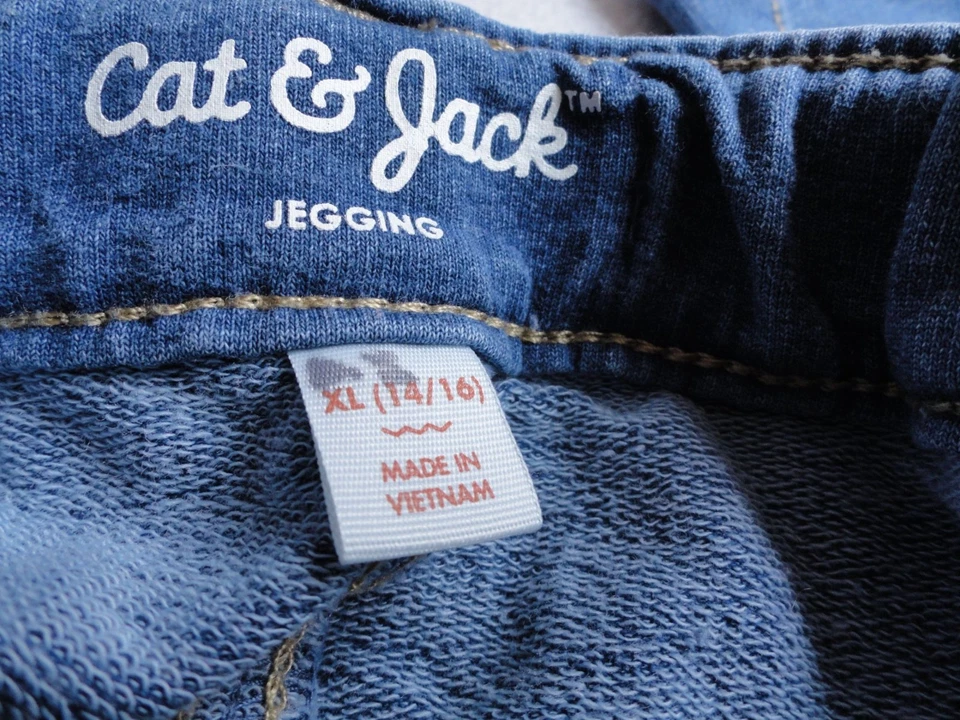 Cat & Jack™
JEGGING
XL (14/16)
MADE IN
VIETNAM